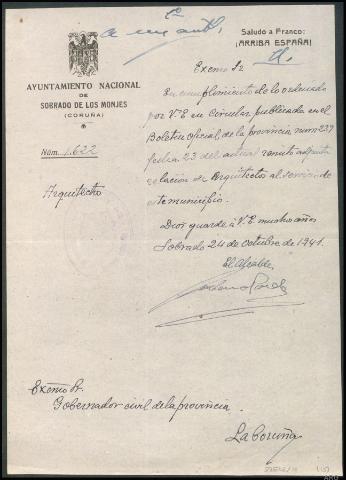 Saludo a Franco:
¡ARRIBA ESPAÑA!
AYUNTAMIENTO NACIONAL
DE
SOBRADO DE LOS MONJES
(CORUÑA)
Núm. 1.622
Arquitecto
Excmo Sr
En cumplimiento de lo ordenado
por V.E en Circular publicada en el
Boletin oficial de la provincia num 239
fecha 23 del actual remito adjunta
relación de Arquitectos al servicio de
este municipio.
Dios guarde á V.E muchos años
Sobrado 24 de Octubre de 1941.
El Alcalde,
Excmo Sr.
Gobernador civil de la provincia
La Coruña